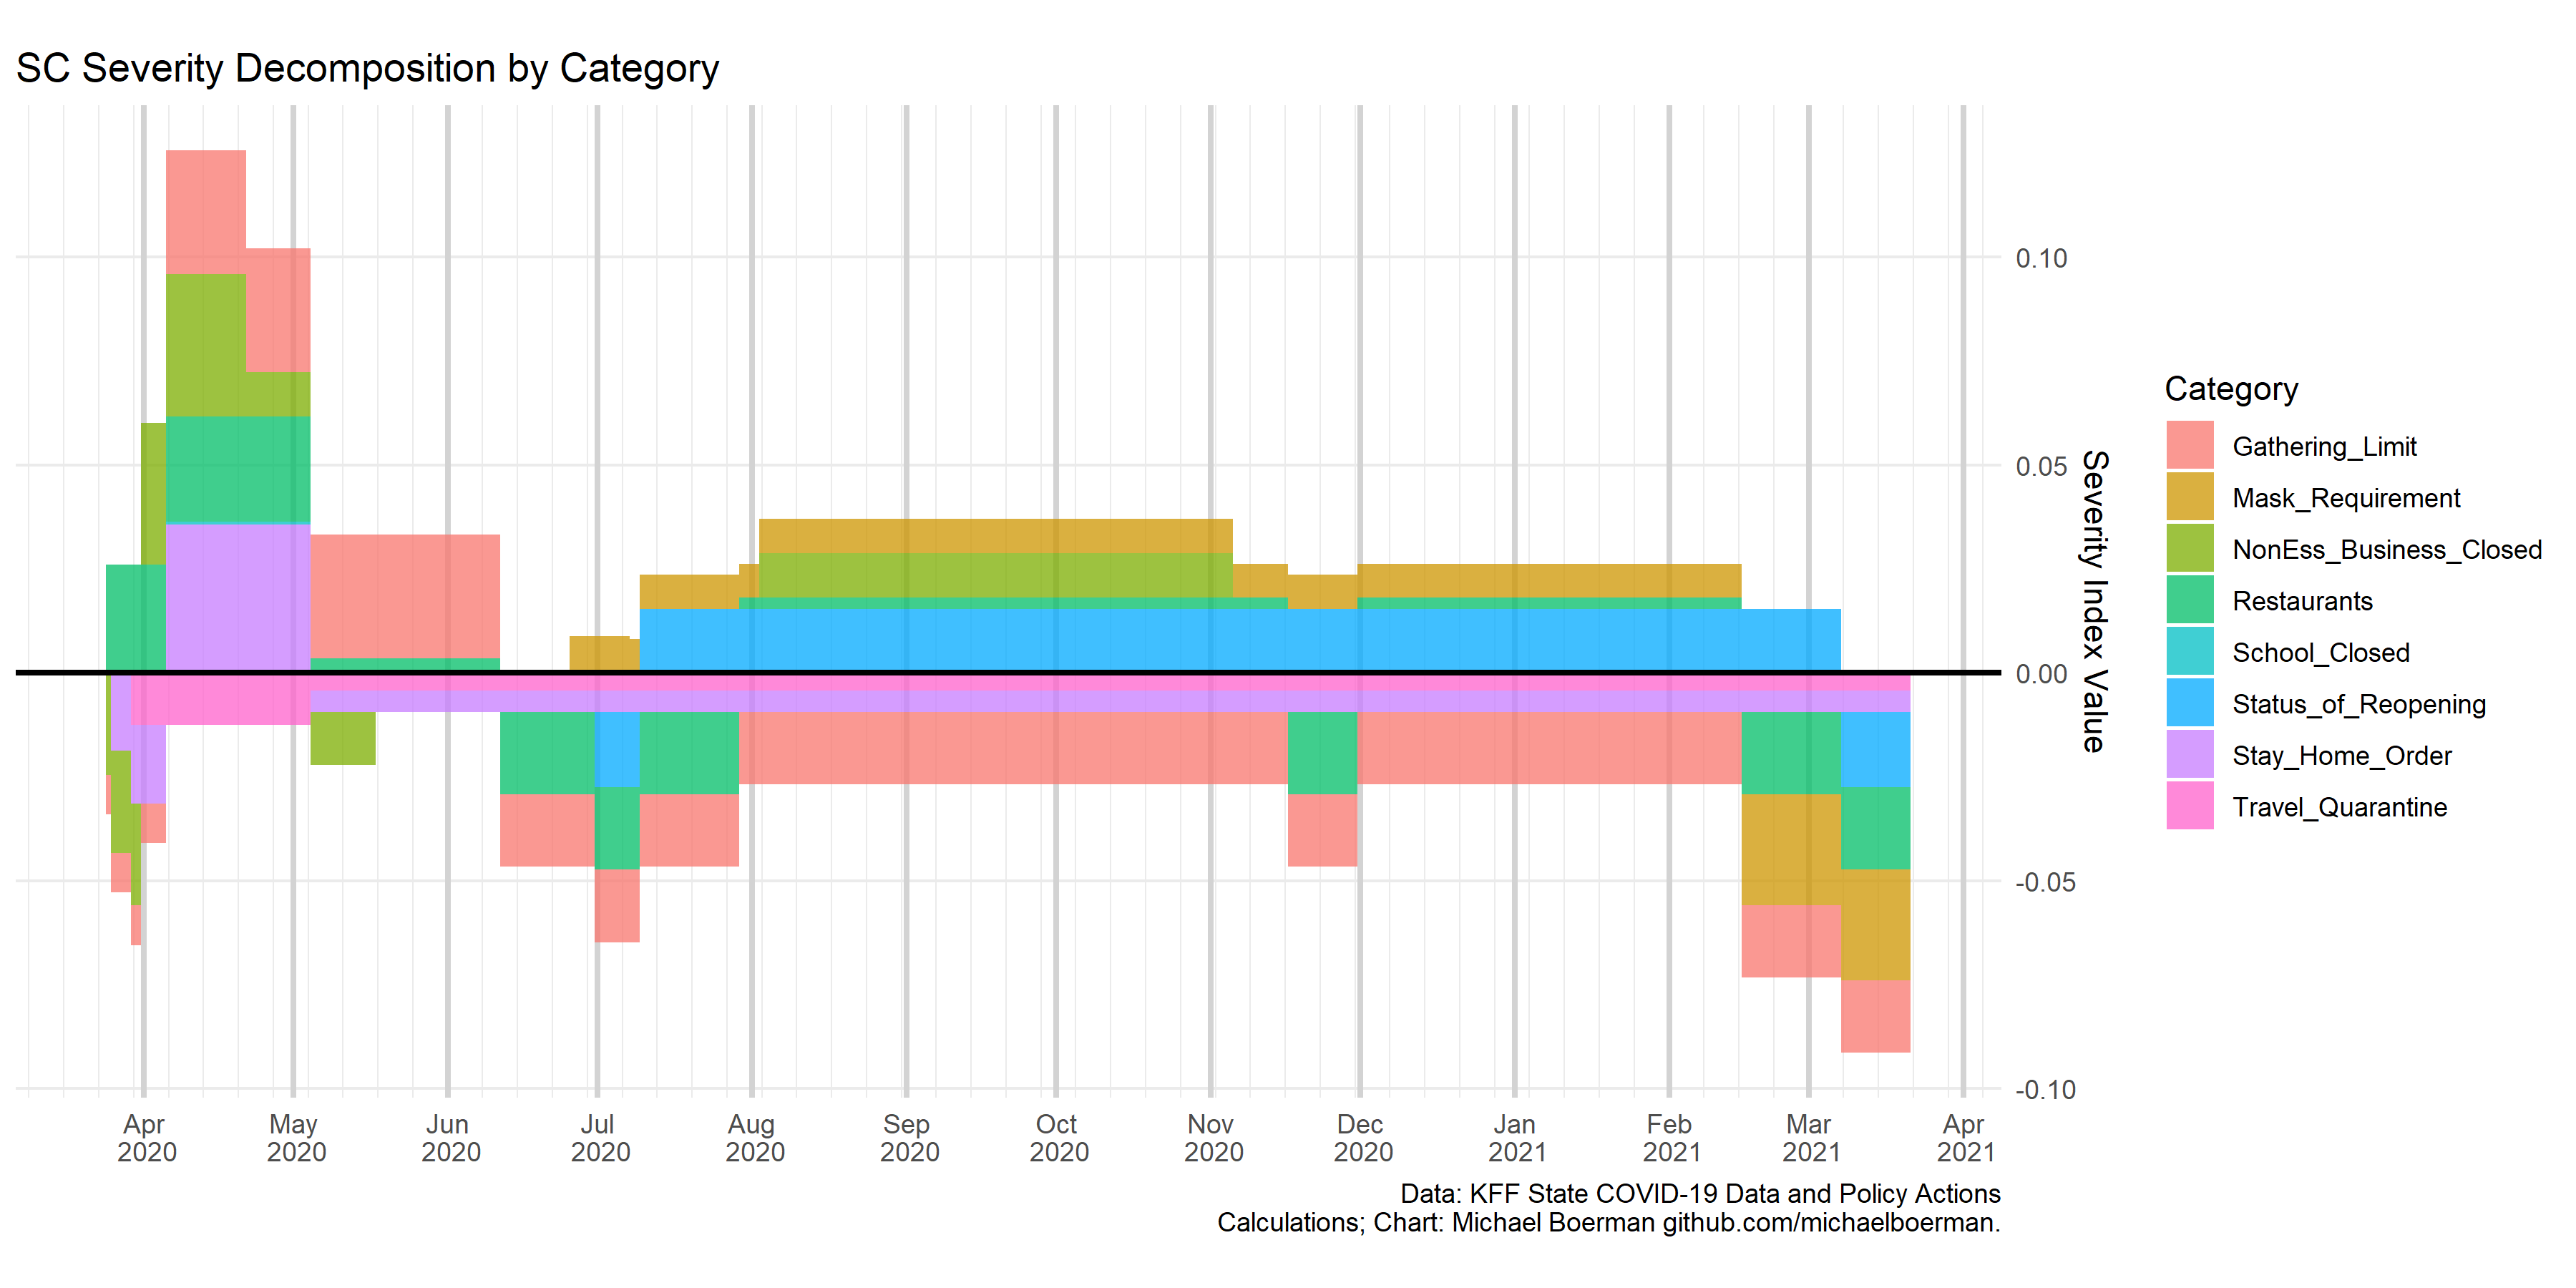 SC Severity Decomposition by Category
0.10
0.05
0.00
-0.05
-0.10
Severity Index Value
Apr 2020
May 2020
Jun 2020
Jul 2020
Aug 2020
Sep 2020
Oct 2020
Nov 2020
Dec 2020
Jan 2021
Feb 2021
Mar 2021
Apr 2021
Category
Gathering_Limit
Mask_Requirement
NonEss_Business_Closed
Restaurants
School_Closed
Status_of_Reopening
Stay_Home_Order
Travel_Quarantine
Data: KFF State COVID-19 Data and Policy Actions
Calculations; Chart: Michael Boerman github.com/michaelboerman.